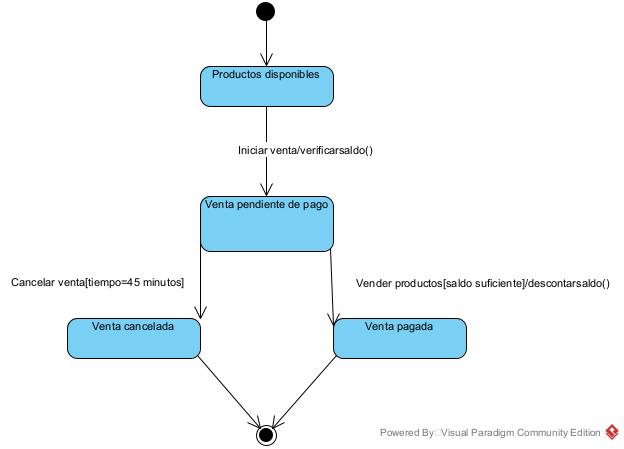 Productos disponibles
Iniciar venta/verificarsaldo()
Venta pendiente de pago
Cancelar venta[tiempo=45 minutos]
Vender productos[saldo suficiente]/descontarsaldo()
Venta cancelada
Venta pagada
Powered By Visual Paradigm Community Edition